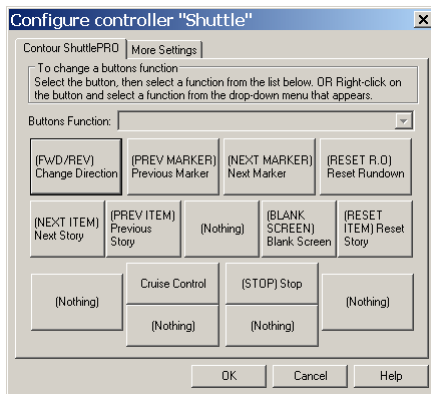 Configure controller "Shuttle"
Contour ShuttlePRO
More Settings
To change a buttons function
Select the button, then select a function from the list below. OR Right-click on
the button and select a function from the drop-down menu that appears.
Buttons Function:
(FWD/REV)
Change Direction
(PREV MARKER)
Previous Marker
(NEXT MARKER)
Next Marker
(RESET R.O)
Reset Rundown
(NEXT ITEM)
Next Story
(PREV ITEM)
Previous
Story
(Nothing)
(BLANK
SCREEN)
Blank Screen
(RESET
ITEM) Reset
Story
(Nothing)
Cruise Control
(STOP) Stop
(Nothing)
(Nothing)
(Nothing)
OK
Cancel
Help